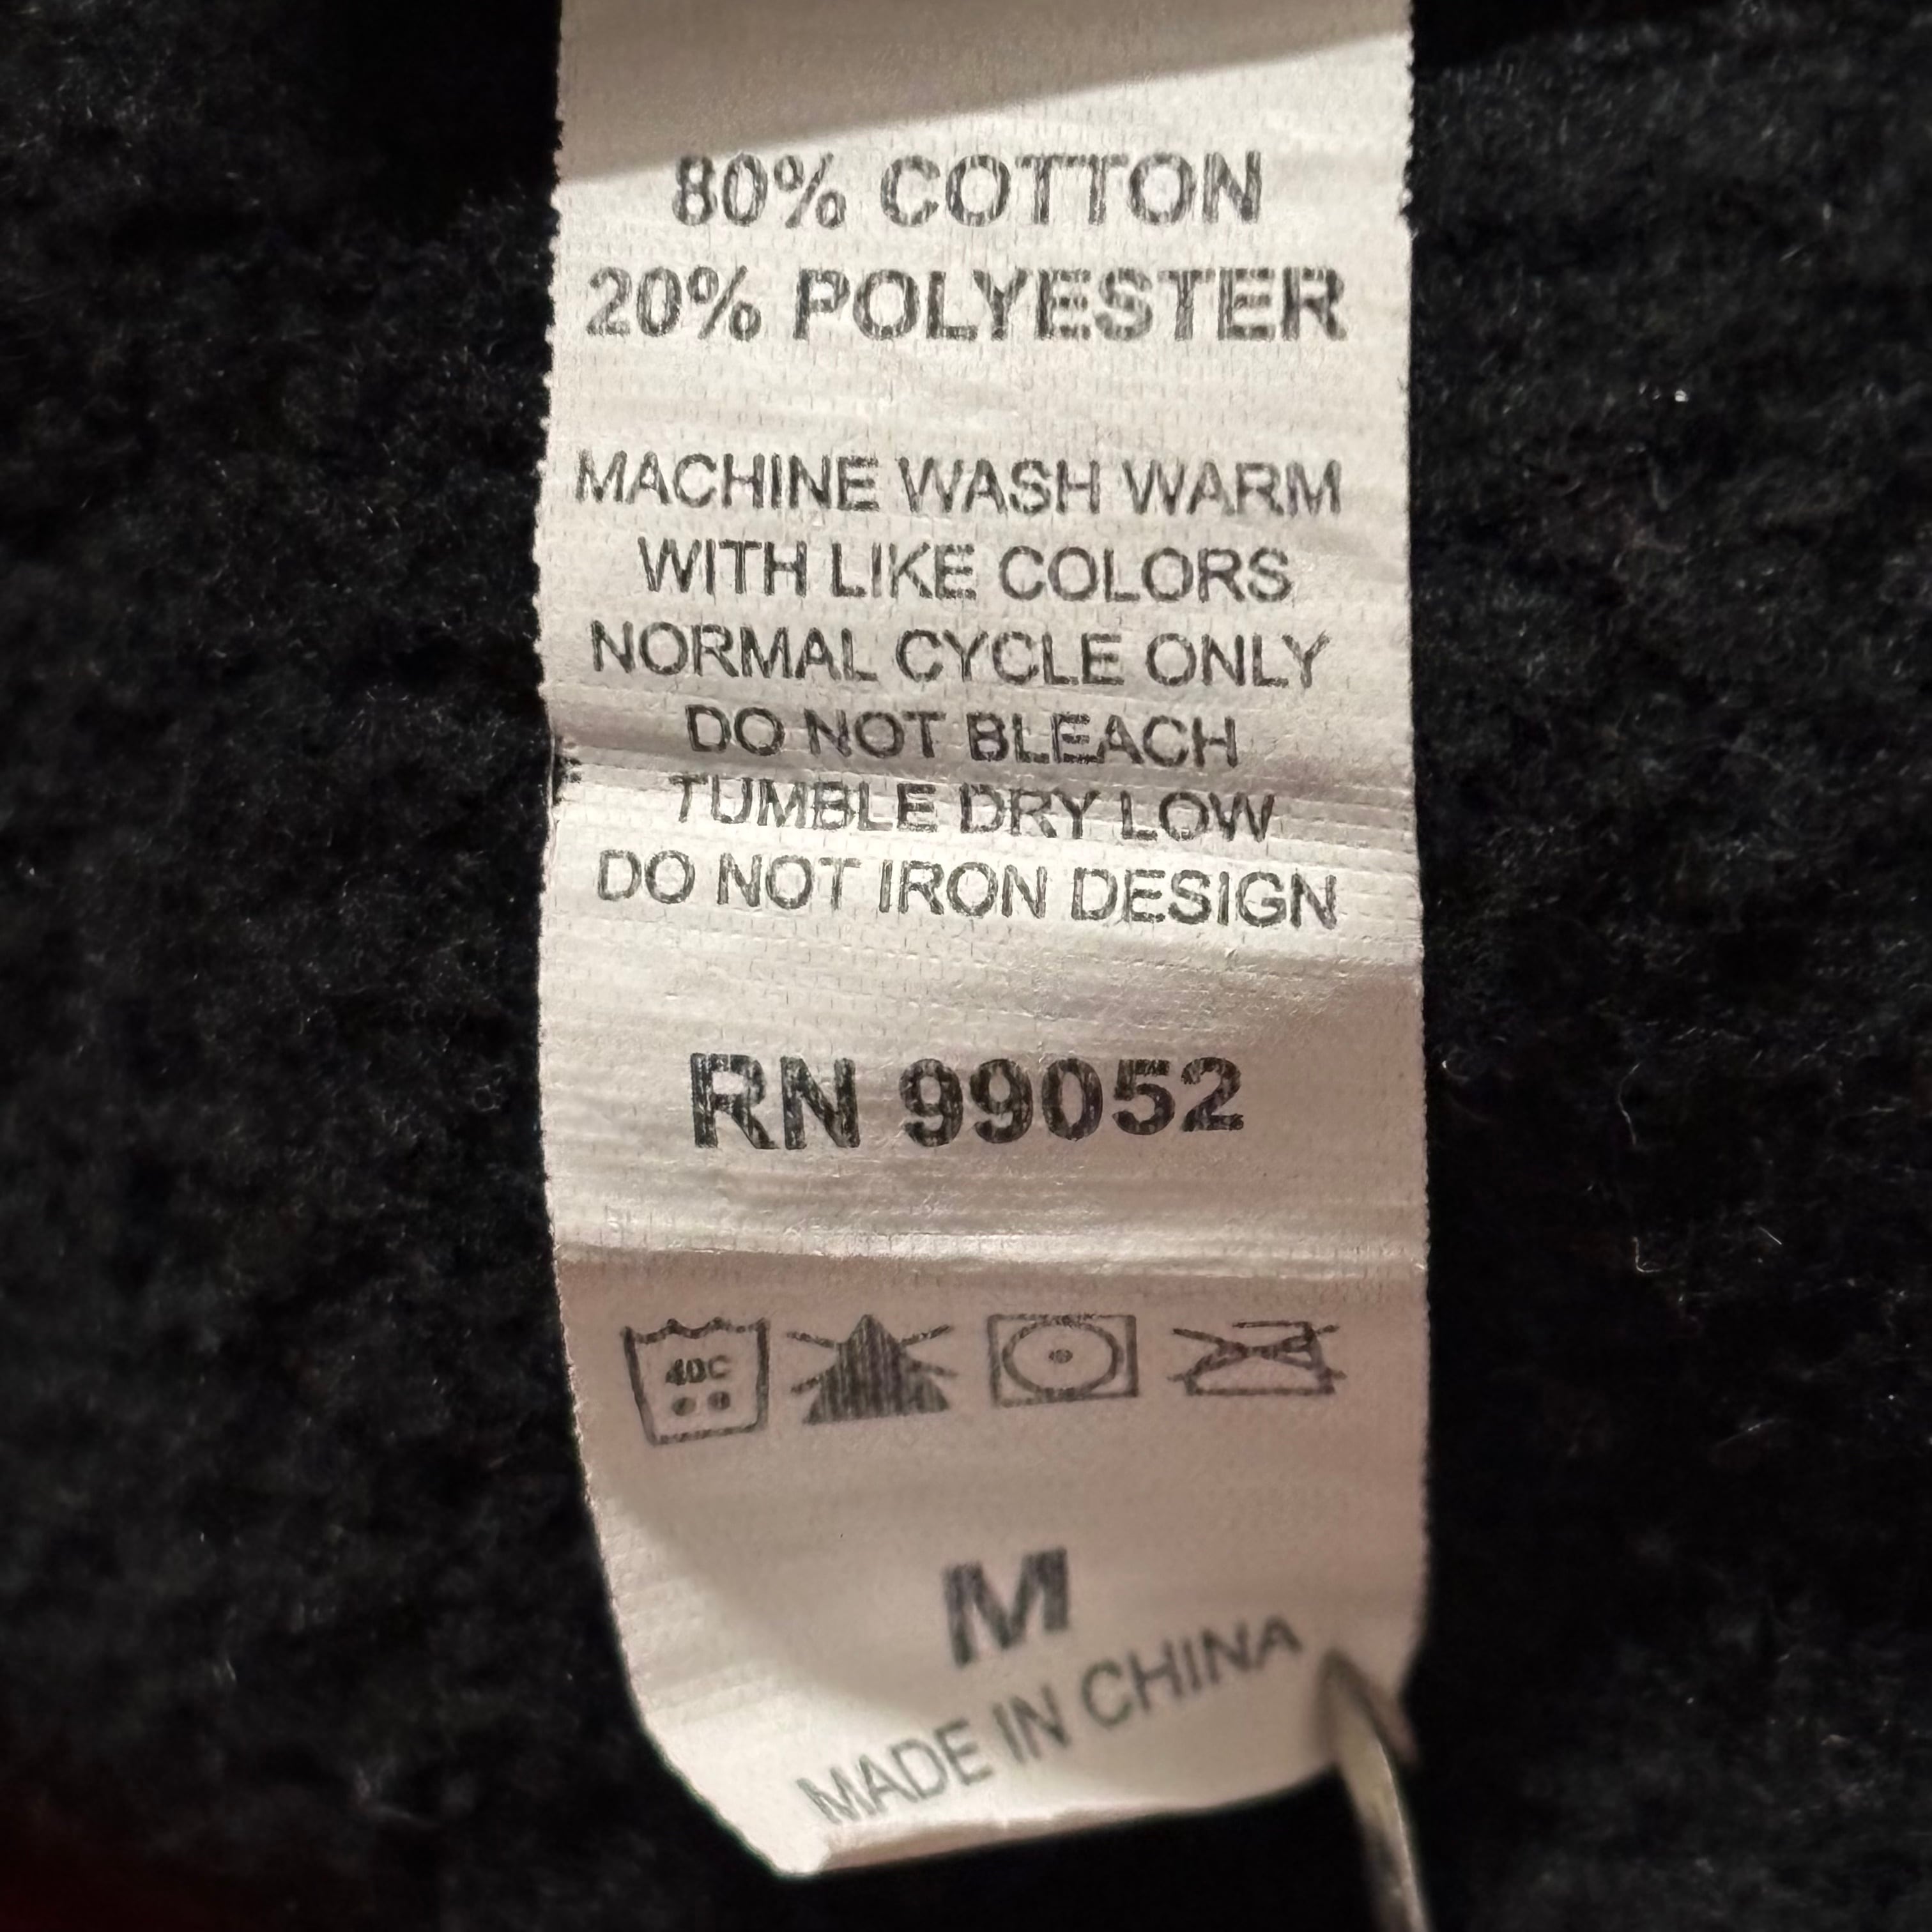 80% COTTON
20% POLYESTER
MACHINE WASH WARM
WITH LIKE COLORS
NORMAL CYCLE ONLY
DO NOT BLEACH
TUMBLE DRY LOW
DO NOT IRON DESIGN
RN 99052
40C
M
MADE IN CHINA